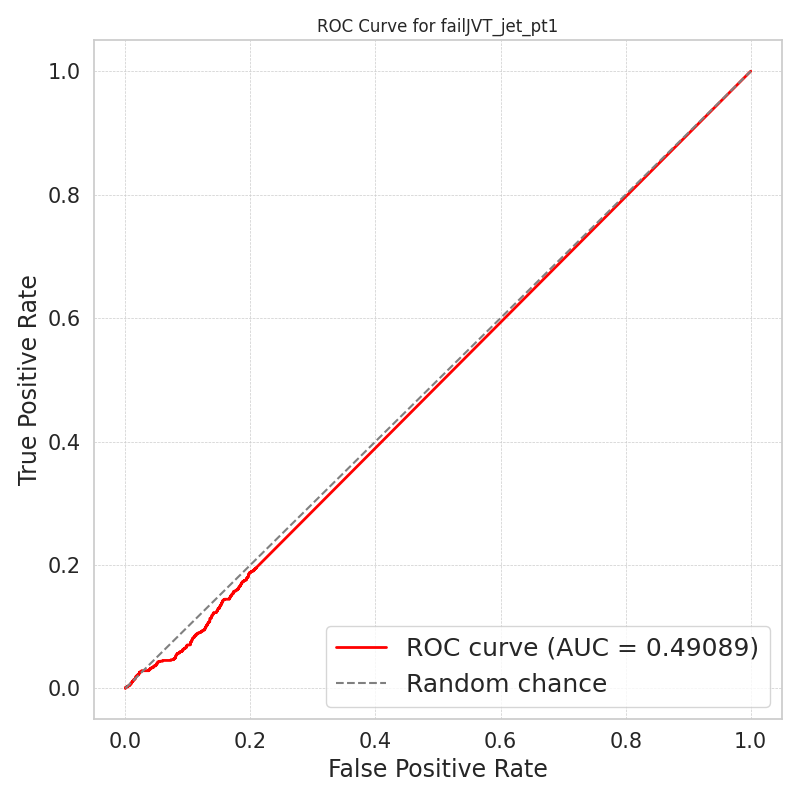 ROC Curve for failJVT_jet_pt1
1.0
0.8
0.6
0.4
0.2
0.0
True Positive Rate
ROC curve (AUC = 0.49089)
Random chance
0.0 0.2 0.4 0.6 0.8 1.0
False Positive Rate